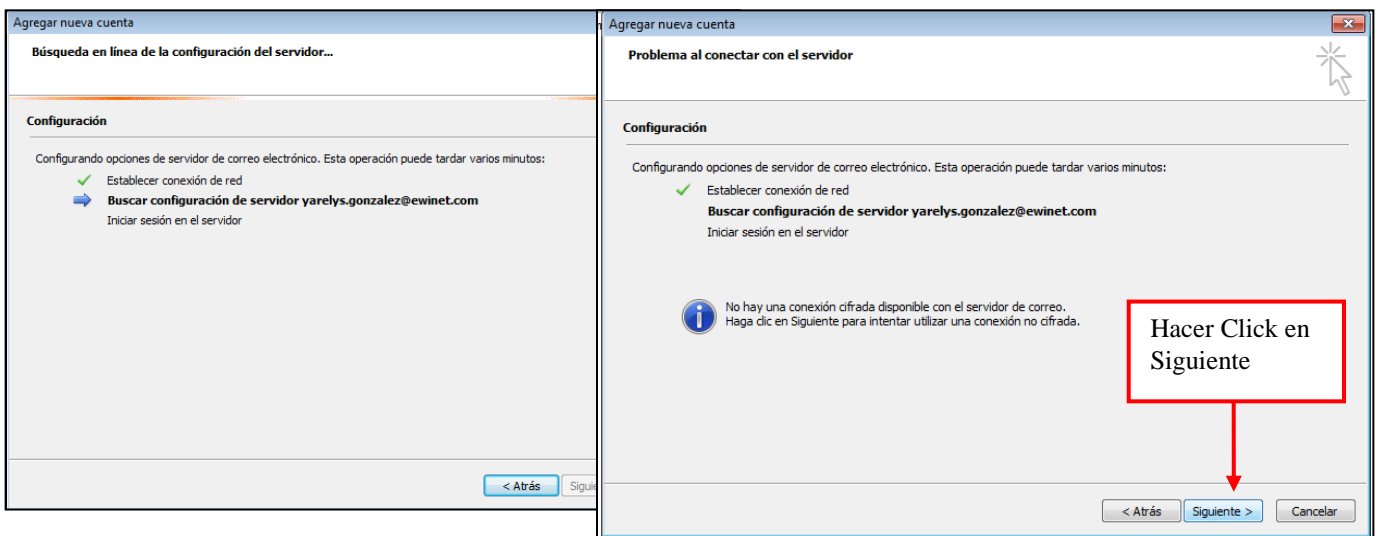 Agregar nueva cuenta
Búsqueda en línea de la configuración del servidor...
Configuración
Configurando opciones de servidor de correo electrónico. Esta operación puede tardar varios minutos:
Establecer conexión de red
Buscar configuración de servidor yarelys.gonzalez@ewinet.com
Iniciar sesión en el servidor
< Atrás
Agregar nueva cuenta
Problema al conectar con el servidor
Configuración
Configurando opciones de servidor de correo electrónico. Esta operación puede tardar varios minutos:
Establecer conexión de red
Buscar configuración de servidor yarelys.gonzalez@ewinet.com
Iniciar sesión en el servidor
No hay una conexión cifrada disponible con el servidor de correo.
Haga clic en Siguiente para intentar utilizar una conexión no cifrada.
Hacer Click en
Siguiente
< Atrás Siguiente > Cancelar